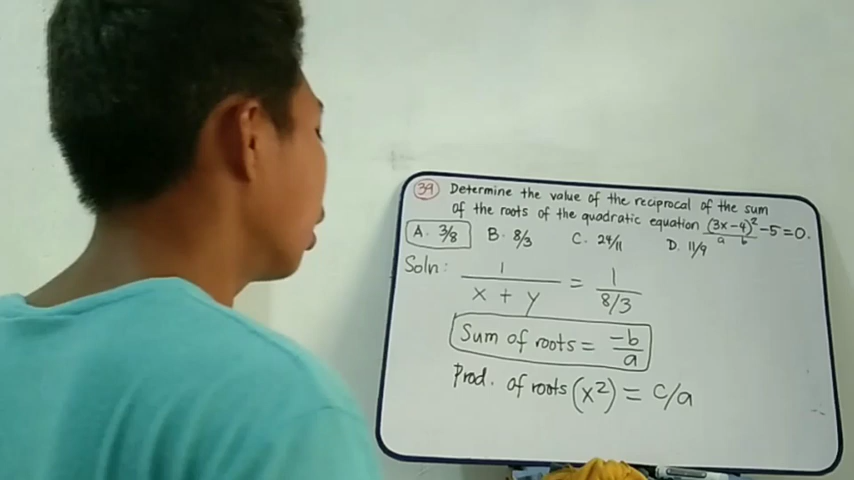 39 Determine the value of the reciprocal of the sum
of the roots of the quadratic equation (3x-4)²-5=0.
a b
A. 3/8 B. 8/3 C. 24/11 D. 11/9
Soln: 1/(x + y) = 1/(8/3)
Sum of roots = -b/a
Prod. of roots (x²) = c/a